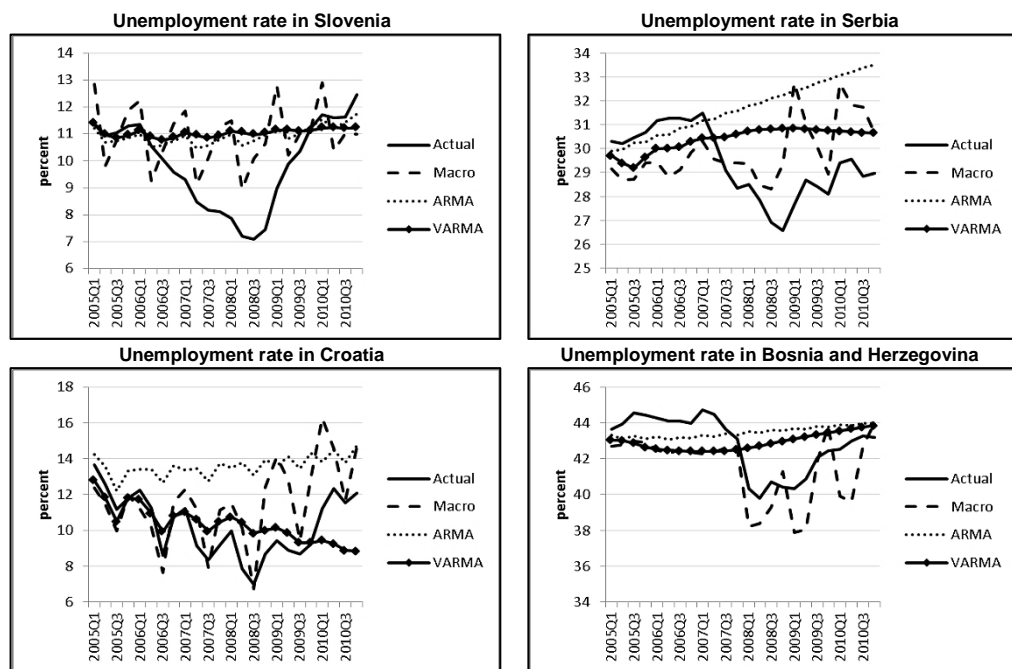 Unemployment rate in Slovenia
14
13
12
11
10
9
8
7
6
percent
2005Q1
2005Q3
2006Q1
2006Q3
2007Q1
2007Q3
2008Q1
2008Q3
2009Q1
2009Q3
2010Q1
2010Q3
Actual
Macro
ARMA
VARMA
Unemployment rate in Serbia
34
33
32
31
30
29
28
27
26
25
percent
2005Q1
2005Q3
2006Q1
2006Q3
2007Q1
2007Q3
2008Q1
2008Q3
2009Q1
2009Q3
2010Q1
2010Q3
Actual
Macro
ARMA
VARMA
Unemployment rate in Croatia
18
16
14
12
10
8
6
percent
2005Q1
2005Q3
2006Q1
2006Q3
2007Q1
2007Q3
2008Q1
2008Q3
2009Q1
2009Q3
2010Q1
2010Q3
Actual
Macro
ARMA
VARMA
Unemployment rate in Bosnia and Herzegovina
46
44
42
40
38
36
34
percent
2005Q1
2005Q3
2006Q1
2006Q3
2007Q1
2007Q3
2008Q1
2008Q3
2009Q1
2009Q3
2010Q1
2010Q3
Actual
Macro
ARMA
VARMA